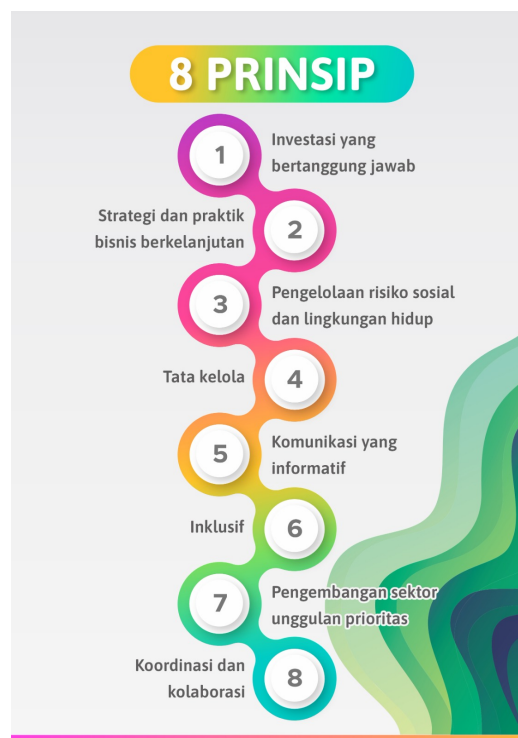 8 PRINSIP
1
Investasi yang
bertanggung jawab
Strategi dan praktik
bisnis berkelanjutan
2
3
Pengelolaan risiko sosial
dan lingkungan hidup
Tata kelola
4
5
Komunikasi yang
informatif
Inklusif
6
7
Pengembangan sektor
unggulan prioritas
Koordinasi dan
kolaborasi
8